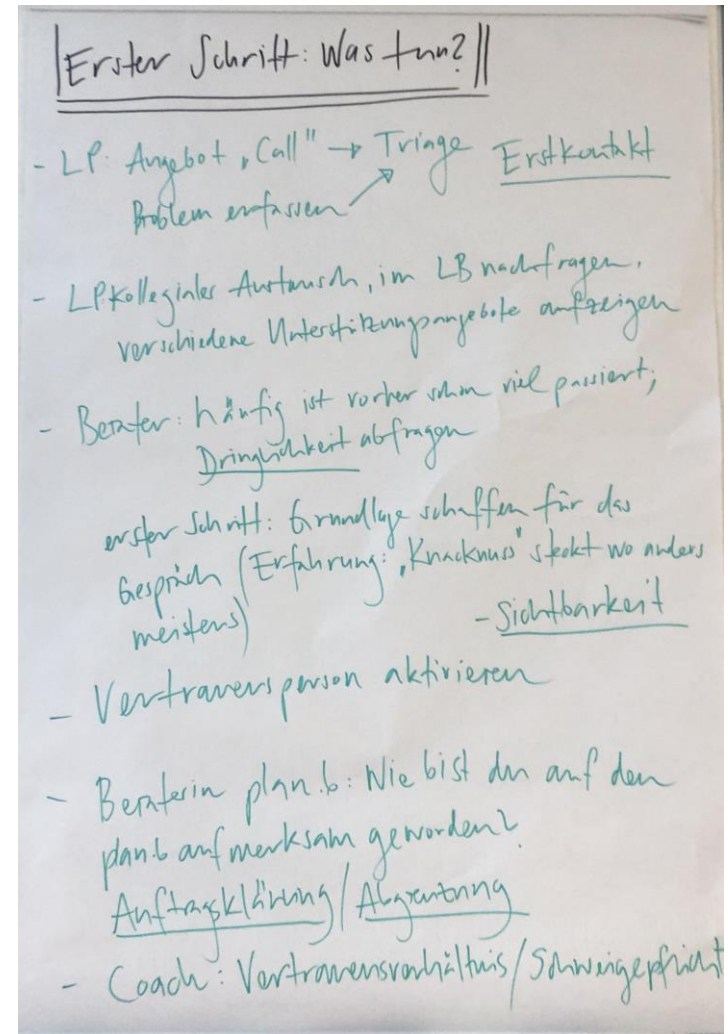 Erster Schritt: Was tun?
- LP: Angebot „Call" → Triage Erstkontakt
Problem erfassen
- LP Kollegialer Austausch, im LB nachfragen,
verschiedene Unterstützungsangebote aufzeigen
- Berater: häufig ist vorher schon viel passiert;
Dringlichkeit abfragen
erster Schritt: Grundlage schaffen für das
Gespräch (Erfahrung: „Knacknuss" steckt wo anders
meistens)
- Sichtbarkeit
- Vertrauensperson aktivieren
- Beraterin plan.b: Wie bist du auf den
plan.b aufmerksam geworden?
Auftragsklärung / Abgrenzung
- Coach: Vertrauensverhältnis / Schweigepflicht